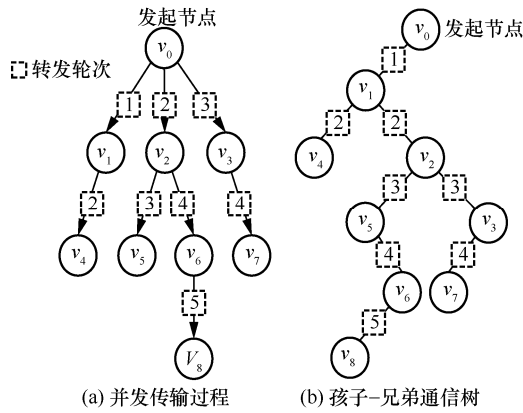 发起节点
v0
转发轮次
1 2 3
v1 v2 v3
2 3 4 4
v4 v5 v6 v7
5
V8
(a) 并发传输过程
v0 发起节点
1
v1
2 2
v4 v2
3 3
v5 v3
4 4
v6 v7
5
v8
(b) 孩子–兄弟通信树